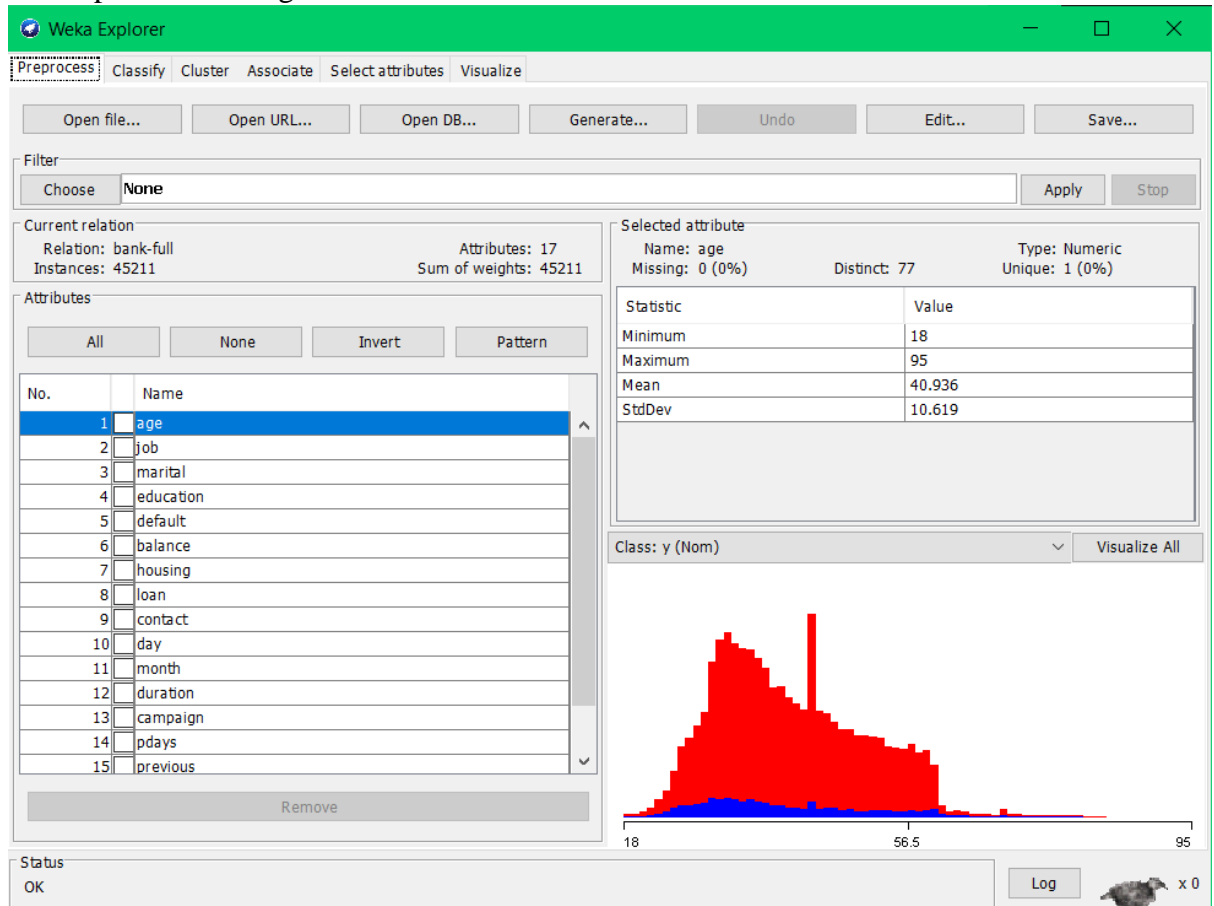 Weka Explorer
Preprocess Classify Cluster Associate Select attributes Visualize
Open file... Open URL... Open DB... Generate... Undo Edit... Save...
Filter
Choose None Apply Stop
Current relation
Relation: bank-full Attributes: 17
Instances: 45211 Sum of weights: 45211
Selected attribute
Name: age Type: Numeric
Missing: 0 (0%) Distinct: 77 Unique: 1 (0%)
Statistic Value
Minimum 18
Maximum 95
Mean 40.936
StdDev 10.619
Attributes
All None Invert Pattern
No. Name
1 age
2 job
3 marital
4 education
5 default
6 balance
7 housing
8 loan
9 contact
10 day
11 month
12 duration
13 campaign
14 pdays
15 previous
Remove
Class: y (Nom) Visualize All
18 56.5 95
Status
OK
Log x 0